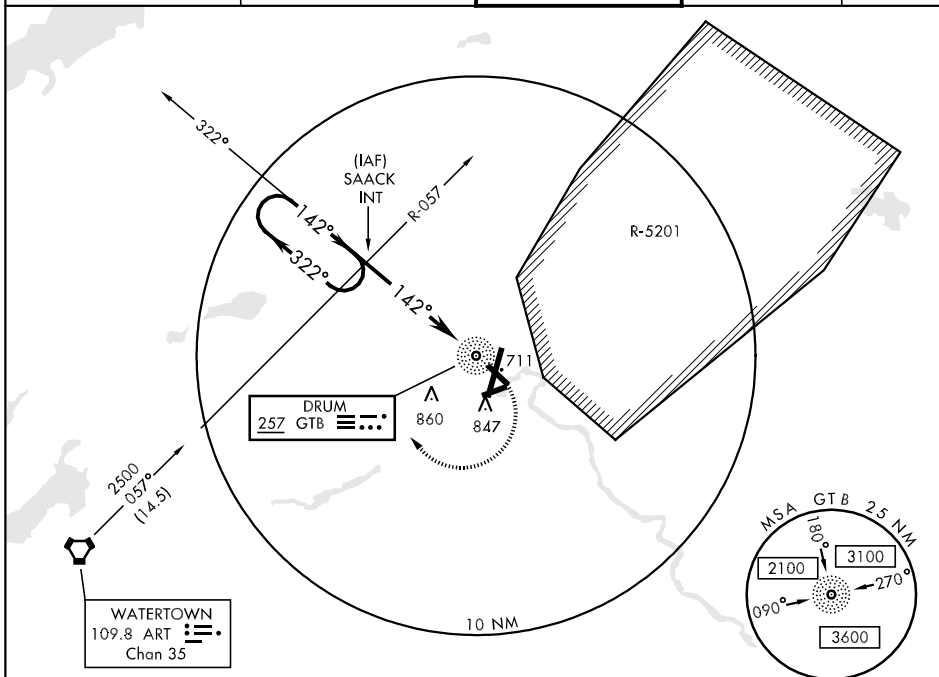 322°
(IAF)
SAACK
INT
R-057
142°
322°
142°
R-5201
711
DRUM
257 GTB
860
847
2500
057°
(14.5)
WATERTOWN
109.8 ART
Chan 35
10 NM
MSA GTB 25 NM
180°
3100
2100
270°
090°
3600